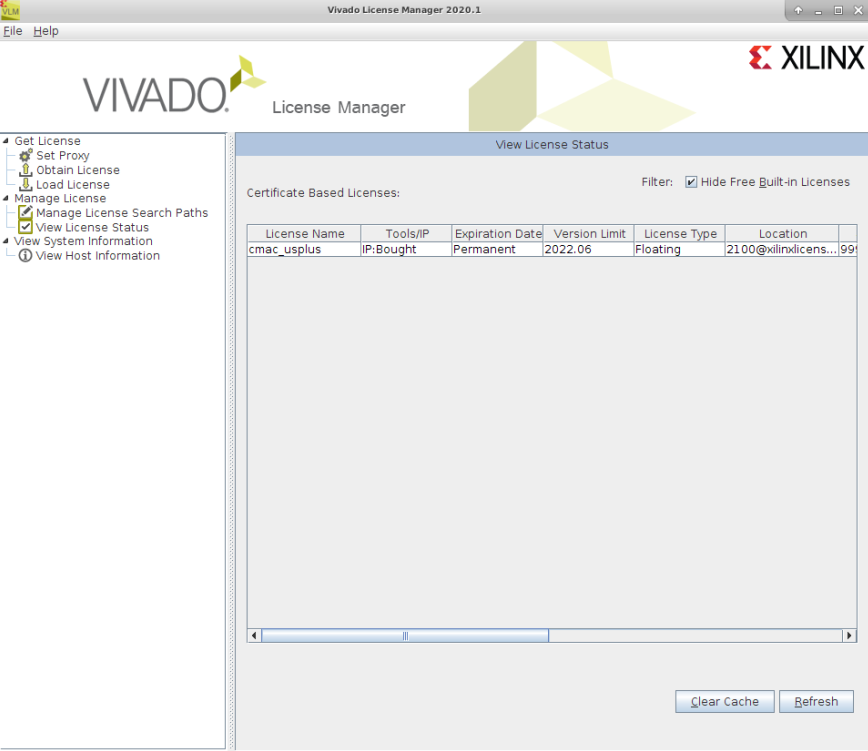 VLM
Vivado License Manager 2020.1
File Help
XILINX
VIVADO. License Manager
Get License
Set Proxy
Obtain License
Load License
Manage License
Manage License Search Paths
View License Status
View System Information
View Host Information
View License Status
Filter: Hide Free Built-in Licenses
Certificate Based Licenses:
License Name Tools/IP Expiration Date Version Limit License Type Location
cmac_usplus IP:Bought Permanent 2022.06 Floating 2100@xilinxlicens... 99
Clear Cache Refresh